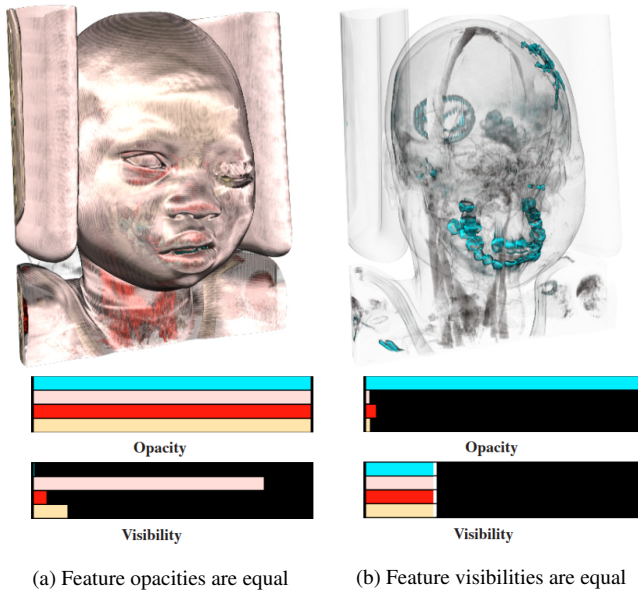 Opacity
Visibility
(a) Feature opacities are equal
Opacity
Visibility
(b) Feature visibilities are equal